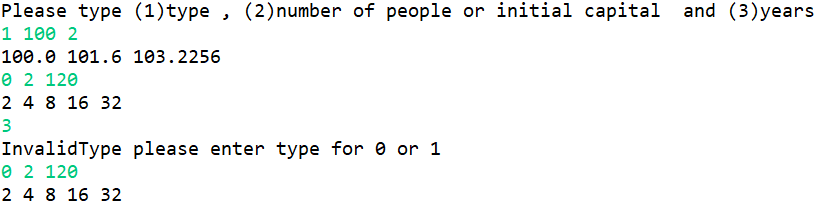 Please type (1)type , (2)number of people or initial capital  and (3)years
1 100 2
100.0 101.6 103.2256
0 2 120
2 4 8 16 32
3
InvalidType please enter type for 0 or 1
0 2 120
2 4 8 16 32